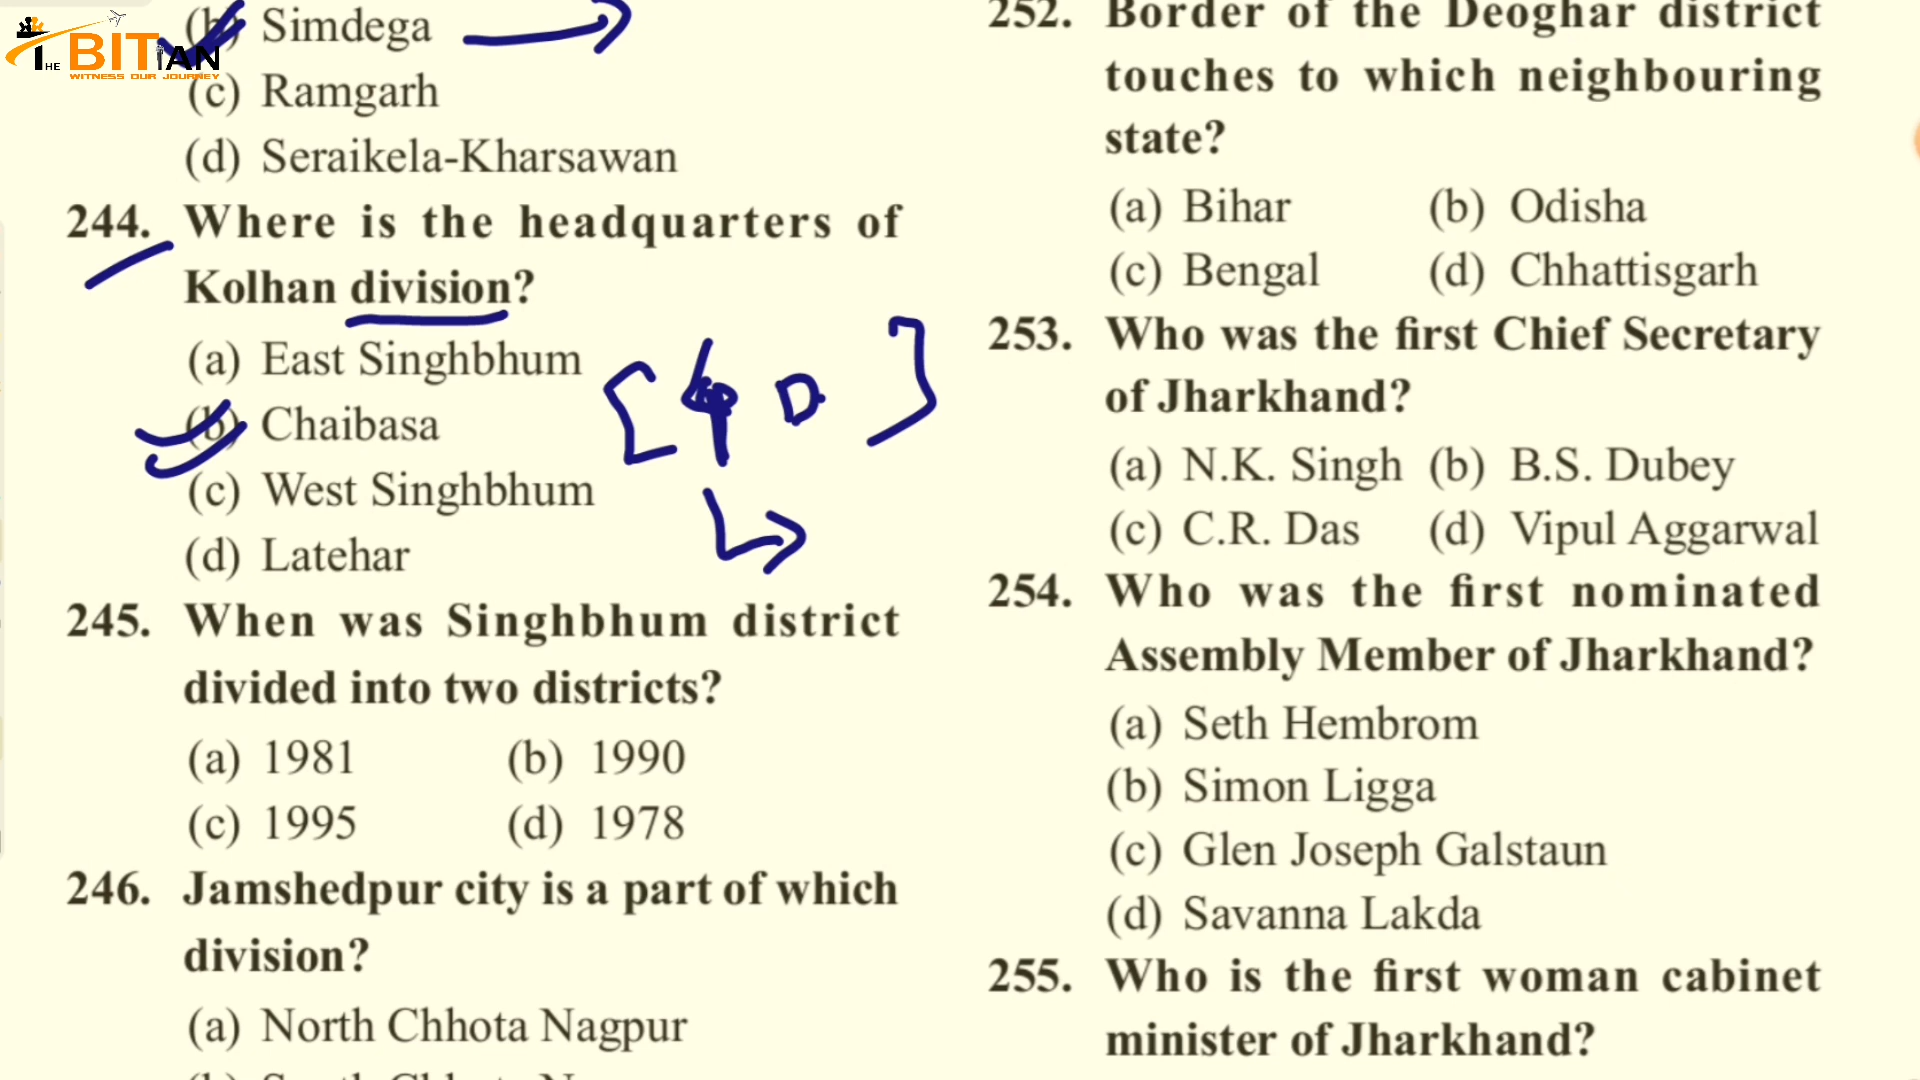 THE BITIAN
WITNESS OUR JOURNEY
(b) Simdega
(c) Ramgarh
(d) Seraikela-Kharsawan
244. Where is the headquarters of
Kolhan division?
(a) East Singhbhum
(b) Chaibasa
(c) West Singhbhum
(d) Latehar
245. When was Singhbhum district
divided into two districts?
(a) 1981 (b) 1990
(c) 1995 (d) 1978
246. Jamshedpur city is a part of which
division?
(a) North Chhota Nagpur
252. Border of the Deoghar district
touches to which neighbouring
state?
(a) Bihar (b) Odisha
(c) Bengal (d) Chhattisgarh
253. Who was the first Chief Secretary
of Jharkhand?
(a) N.K. Singh (b) B.S. Dubey
(c) C.R. Das (d) Vipul Aggarwal
254. Who was the first nominated
Assembly Member of Jharkhand?
(a) Seth Hembrom
(b) Simon Ligga
(c) Glen Joseph Galstaun
(d) Savanna Lakda
255. Who is the first woman cabinet
minister of Jharkhand?